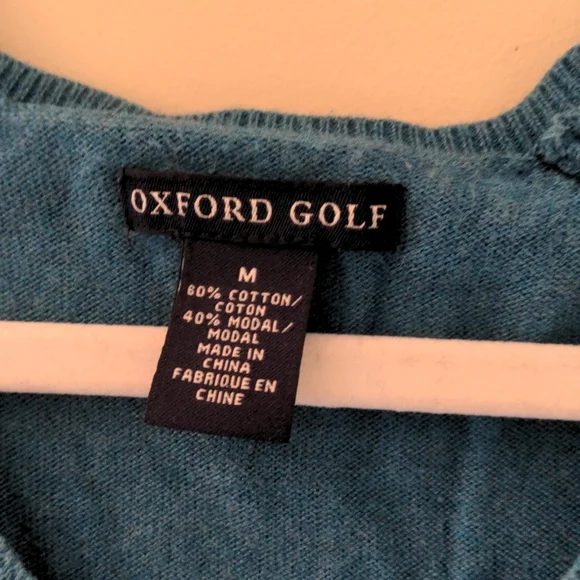 OXFORD GOLF
M
60% COTTON/
COTON
40% MODAL/
MODAL
MADE IN
CHINA
FABRIQUE EN
CHINE